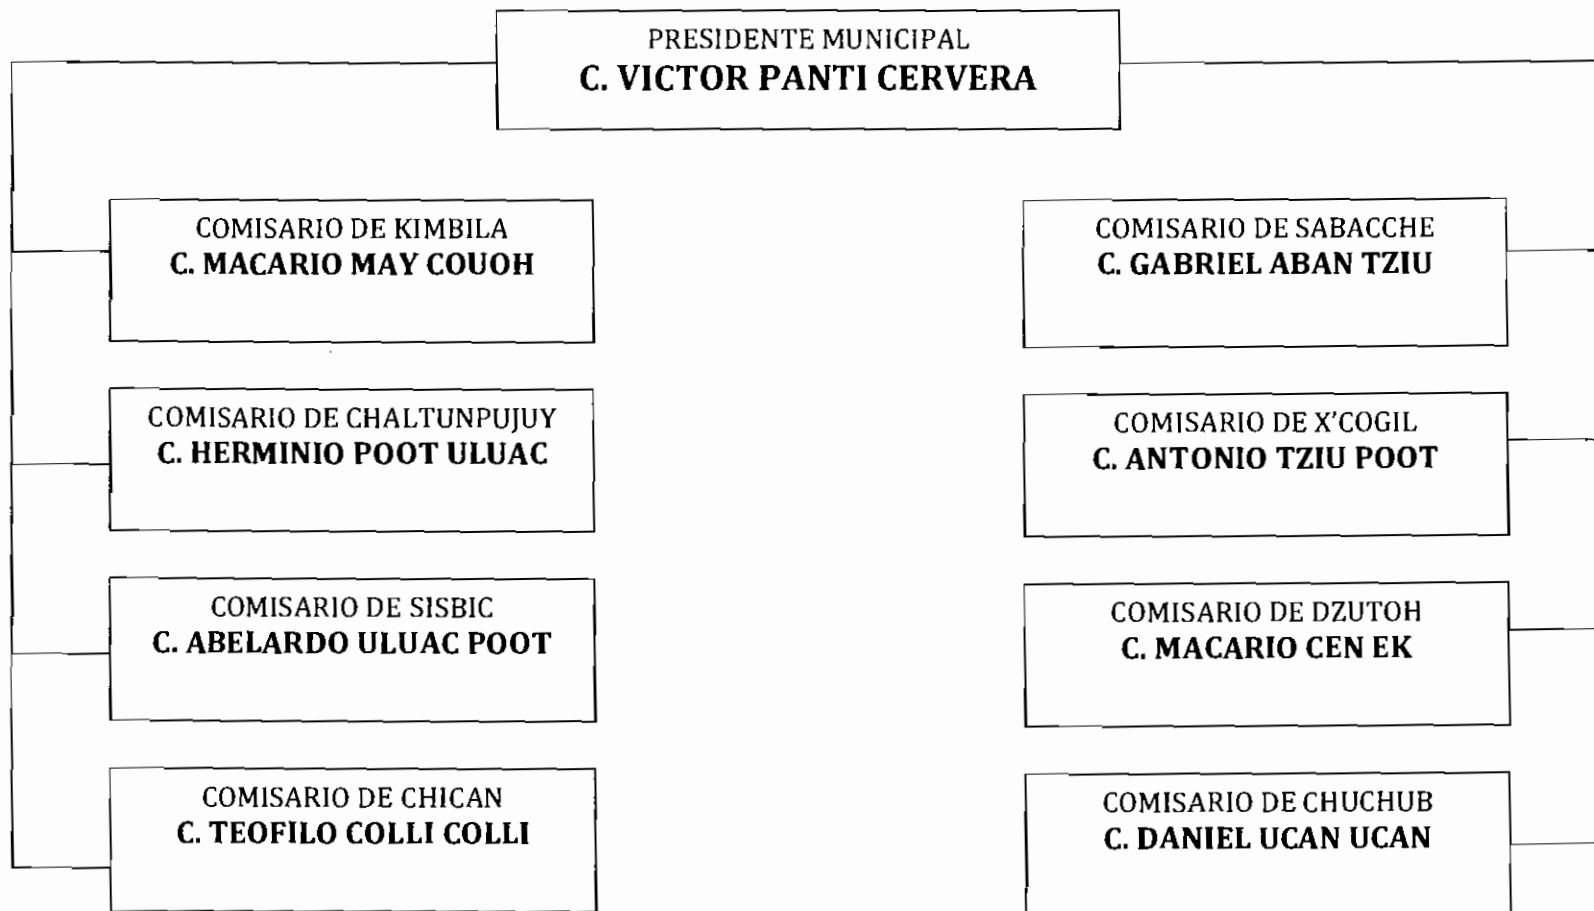 PRESIDENTE MUNICIPAL
C. VICTOR PANTI CERVERA
COMISARIO DE KIMBILA
C. MACARIO MAY COUOH
COMISARIO DE SABACCHE
C. GABRIEL ABAN TZIU
COMISARIO DE CHALTUNPUJUY
C. HERMINIO POOT ULUAC
COMISARIO DE X'COGIL
C. ANTONIO TZIU POOT
COMISARIO DE SISBIC
C. ABELARDO ULUAC POOT
COMISARIO DE DZUTOH
C. MACARIO CEN EK
COMISARIO DE CHICAN
C. TEOFILO COLLI COLLI
COMISARIO DE CHUCHUB
C. DANIEL UCAN UCAN